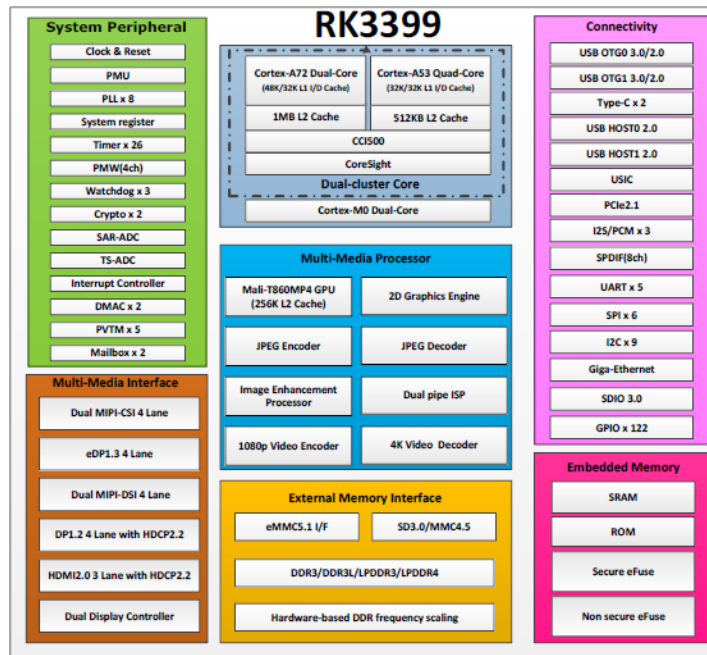 RK3399
System Peripheral
Clock & Reset
PMU
PLL x 8
System register
Timer x 26
PMW(4ch)
Watchdog x 3
Crypto x 2
SAR-ADC
TS-ADC
Interrupt Controller
DMAC x 2
PVTM x 5
Mailbox x 2
Multi-Media Interface
Dual MIPI-CSI 4 Lane
eDP1.3 4 Lane
Dual MIPI-DSI 4 Lane
DP1.2 4 Lane with HDCP2.2
HDMI2.0 3 Lane with HDCP2.2
Dual Display Controller
Cortex-A72 Dual-Core
(48K/32K L1 I/D Cache)
Cortex-A53 Quad-Core
(32K/32K L1 I/D Cache)
1MB L2 Cache
512KB L2 Cache
CCI500
CoreSight
Dual-cluster Core
Cortex-M0 Dual-Core
Multi-Media Processor
Mali-T860MP4 GPU
(256K L2 Cache)
2D Graphics Engine
JPEG Encoder
JPEG Decoder
Image Enhancement
Processor
Dual pipe ISP
1080p Video Encoder
4K Video Decoder
External Memory Interface
eMMC5.1 I/F
SD3.0/MMC4.5
DDR3/DDR3L/LPDDR3/LPDDR4
Hardware-based DDR frequency scaling
Connectivity
USB OTG0 3.0/2.0
USB OTG1 3.0/2.0
Type-C x 2
USB HOST0 2.0
USB HOST1 2.0
USIC
PCIe2.1
I2S/PCM x 3
SPDIF(8ch)
UART x 5
SPI x 6
I2C x 9
Giga-Ethernet
SDIO 3.0
GPIO x 122
Embedded Memory
SRAM
ROM
Secure eFuse
Non secure eFuse